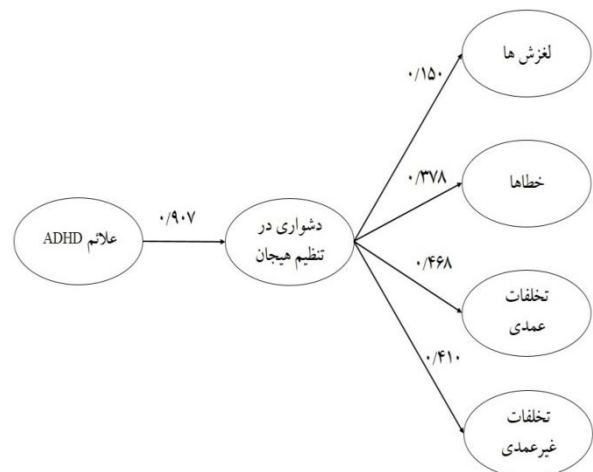 لغزش ها
۰/۱۵۰
خطاها
۰/۳۷۸
علائم ADHD
۰/۹۰۷
دشواری در
تنظیم هیجان
۰/۴۶۸
تخلفات
عمدی
۰/۴۱۰
تخلفات
غیرعمدی